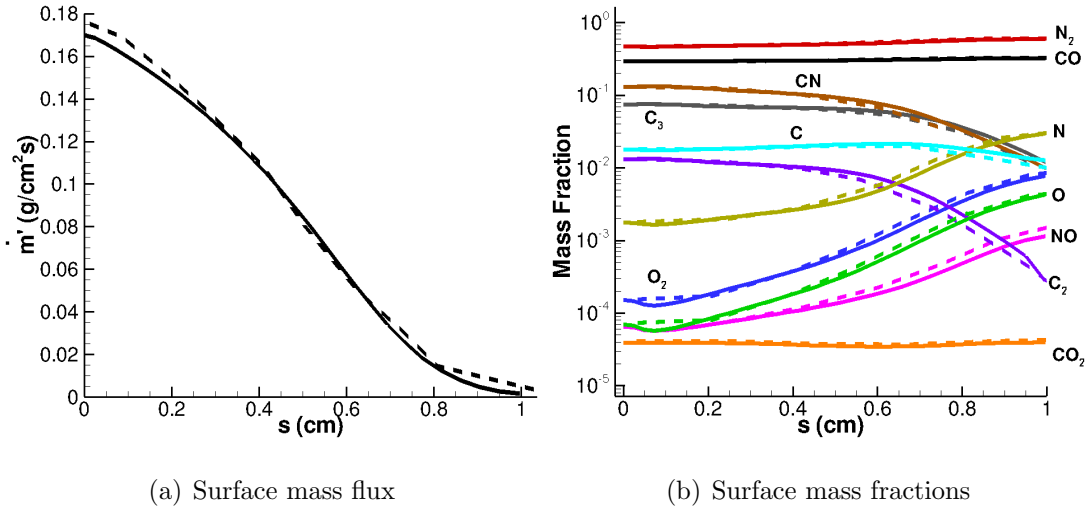 0.18
0.16
0.14
0.12
0.1
0.08
0.06
0.04
0.02
0
ṁ' (g/cm²s)
0 0.2 0.4 0.6 0.8 1
s (cm)
(a) Surface mass flux
10⁰
10⁻¹
10⁻²
10⁻³
10⁻⁴
10⁻⁵
Mass Fraction
N₂
CO
CN
C₃
C
N
O₂
O
NO
C₂
CO₂
0 0.2 0.4 0.6 0.8 1
s (cm)
(b) Surface mass fractions